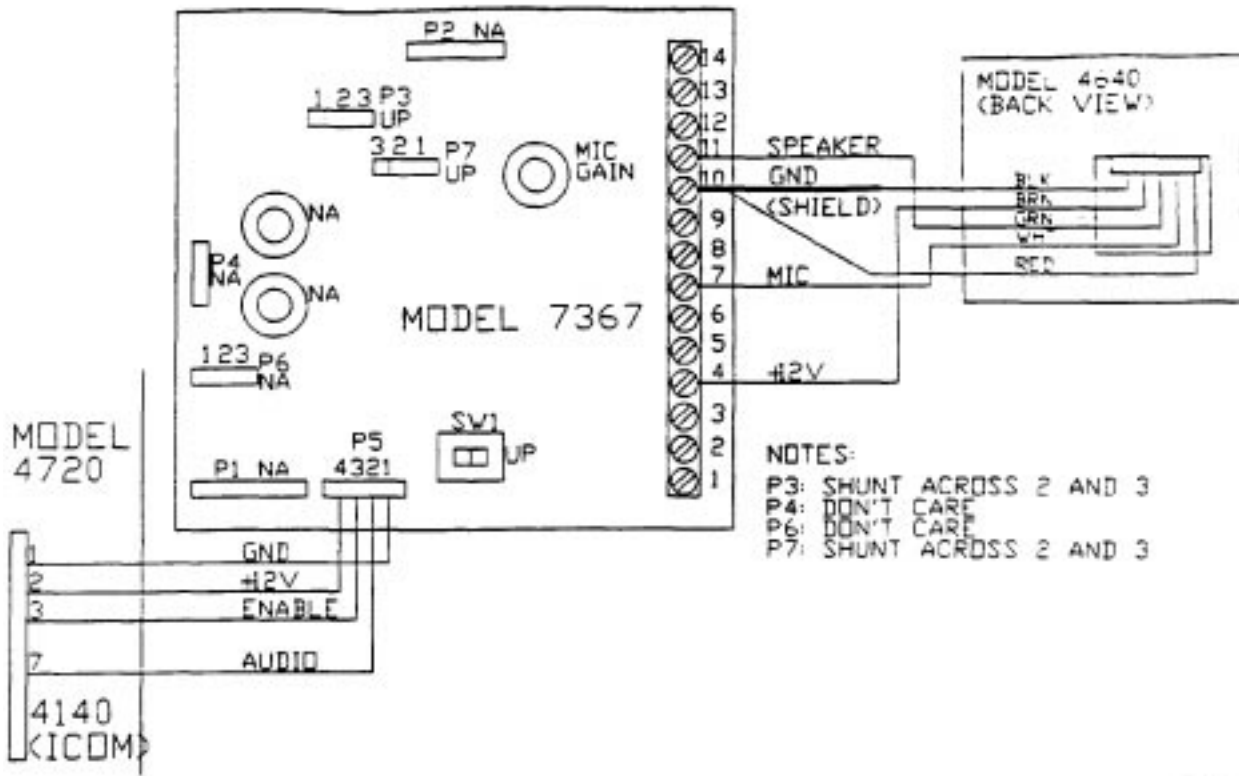 P2 NA
1 2 3 P3
UP
3 2 1 P7
UP
MIC
GAIN
NA
P4
NA
NA
MODEL 7367
1 2 3 P6
NA
SW1
UP
P1 NA
P5
4321
14
13
12
11
10
9
8
7
6
5
4
3
2
1
SPEAKER
GND
(SHIELD)
MIC
+12V
MODEL 4640
(BACK VIEW)
BLK
BRN
GRN
WHT
RED
NOTES:
P3: SHUNT ACROSS 2 AND 3
P4: DON'T CARE
P6: DON'T CARE
P7: SHUNT ACROSS 2 AND 3
MODEL
4720
1 GND
2 +12V
3 ENABLE
7 AUDIO
4140
(ICOM)